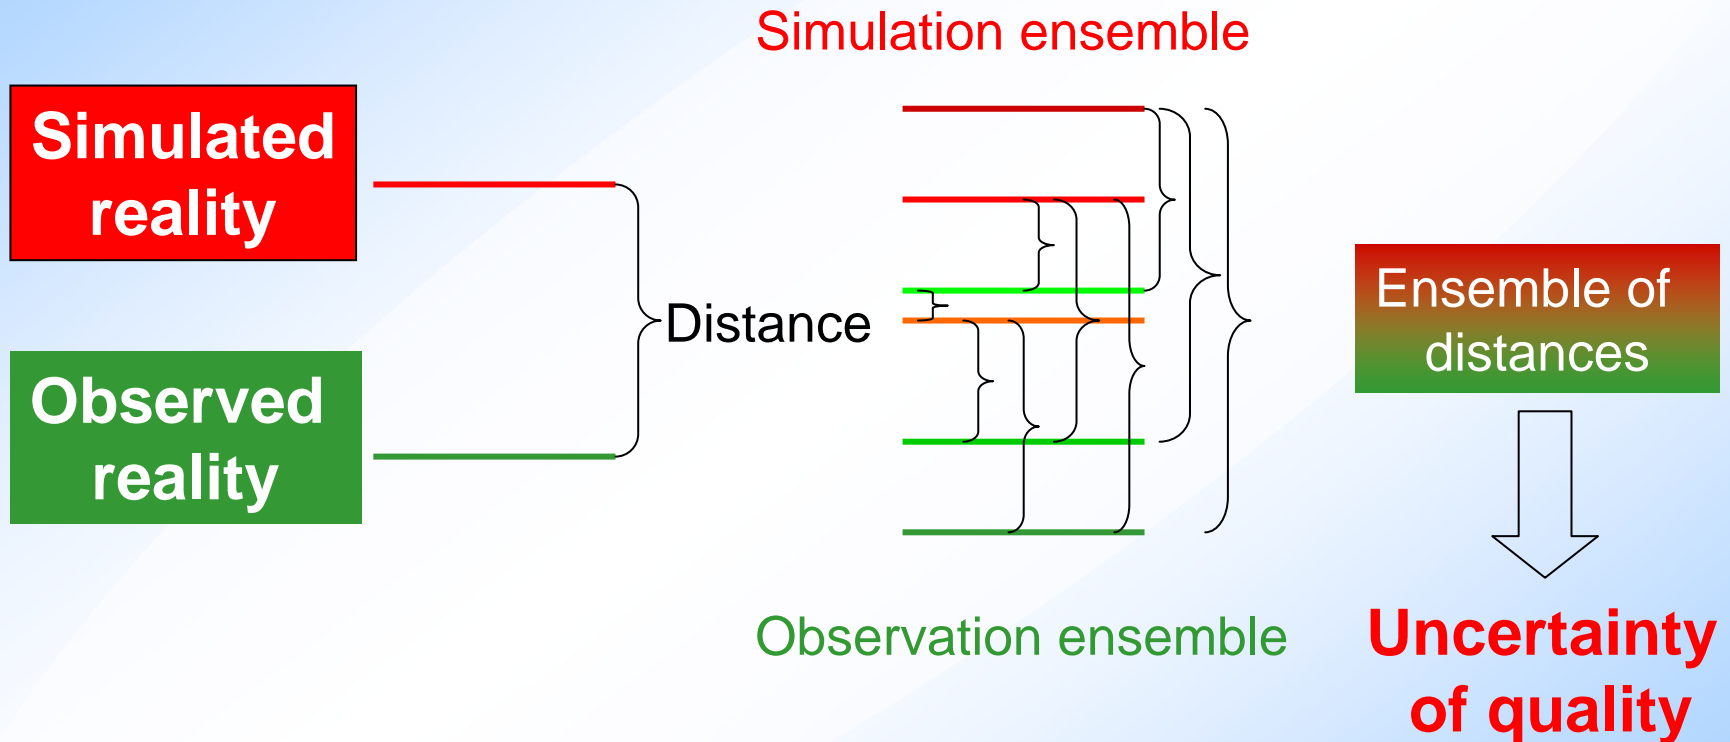 Simulation ensemble
Simulated
reality
Distance
Observed
reality
Ensemble of
distances
Observation ensemble
Uncertainty
of quality